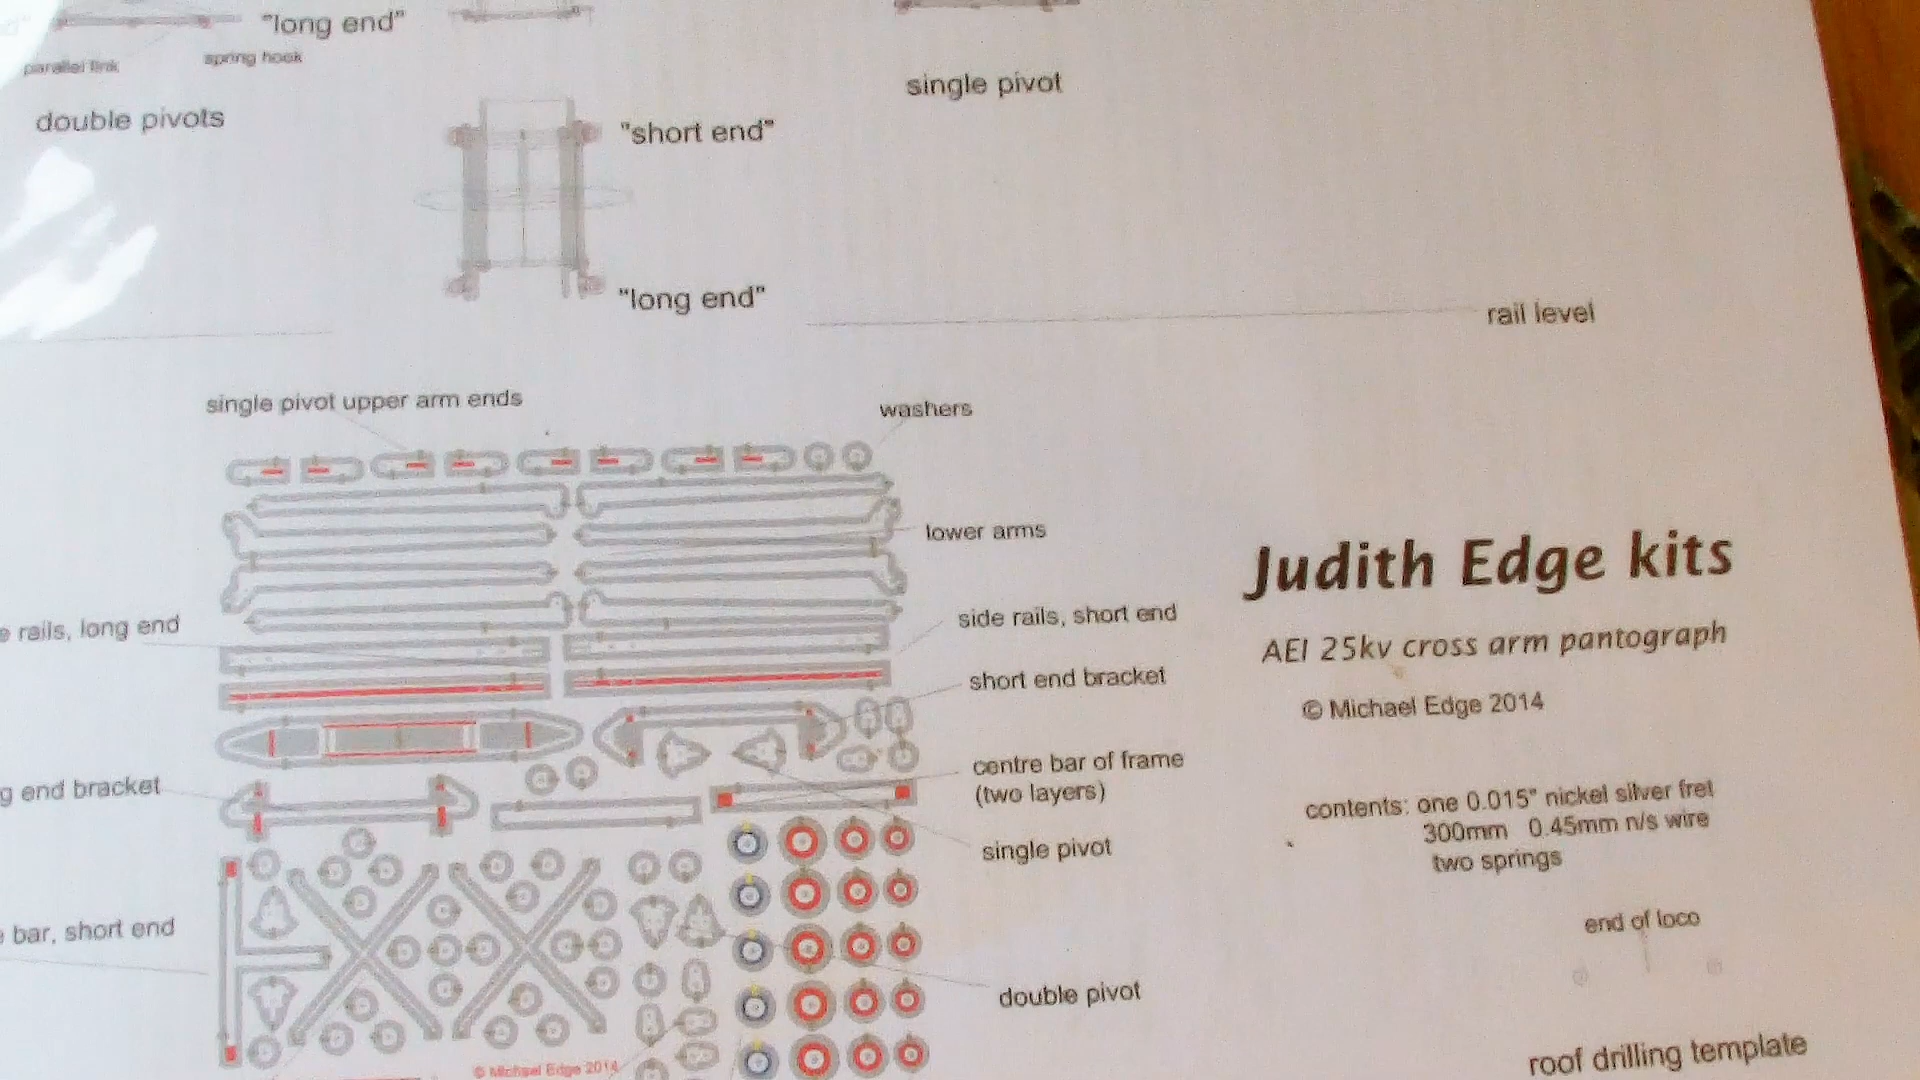 "long end"
parallel link
spring hook
double pivots
single pivot
"short end"
"long end"
rail level
single pivot upper arm ends
washers
lower arms
rails, long end
side rails, short end
short end bracket
end bracket
centre bar of frame
(two layers)
single pivot
bar, short end
double pivot
© Michael Edge 2014
Judith Edge kits
AEI 25kv cross arm pantograph
© Michael Edge 2014
contents: one 0.015" nickel silver fret
300mm 0.45mm n/s wire
two springs
end of loco
roof drilling template